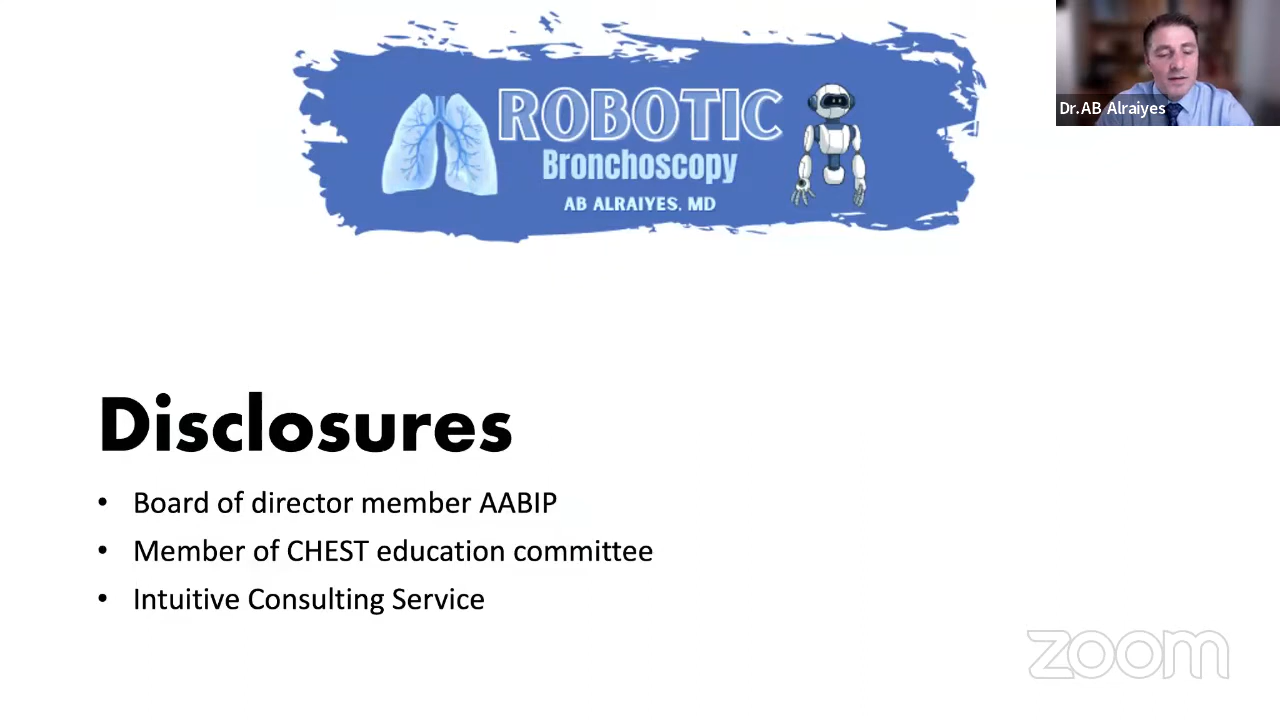 ROBOTIC
Bronchoscopy
AB ALRAIYES, MD
Dr.AB Alraiyes
Disclosures
• Board of director member AABIP
• Member of CHEST education committee
• Intuitive Consulting Service
zoom